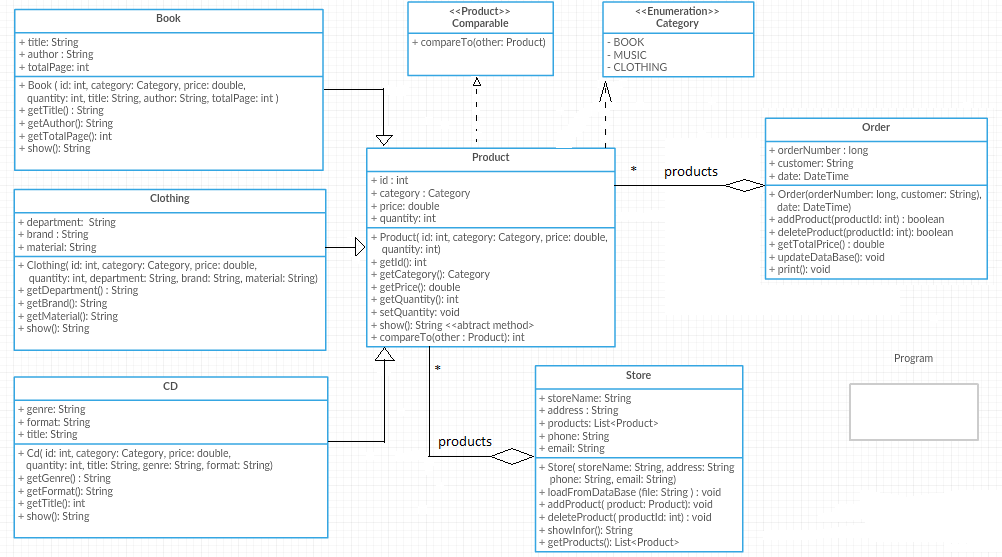 Book
+ title: String
+ author : String
+ totalPage: int
+ Book ( id: int, category: Category, price: double,
quantity: int, title: String, author: String, totalPage: int )
+ getTitle() : String
+ getAuthor(): String
+ getTotalPage(): int
+ show(): String
<<Product>>
Comparable
+ compareTo(other: Product)
<<Enumeration>>
Category
- BOOK
- MUSIC
- CLOTHING
Order
+ orderNumber : long
+ customer: String
+ date: DateTime
+ Order(orderNumber: long, customer: String),
date: DateTime)
+ addProduct(productId: int) : boolean
+ deleteProduct(productId: int): boolean
+ getTotalPrice() : double
+ updateDataBase(): void
+ print(): void
Product
+ id : int
+ category : Category
+ price: double
+ quantity: int
+ Product( id: int, category: Category, price: double,
quantity: int)
+ getId(): int
+ getCategory(): Category
+ getPrice(): double
+ getQuantity(): int
+ setQuantity: void
+ show(): String <<abtract method>
+ compareTo(other : Product): int
* products
Clothing
+ department: String
+ brand : String
+ material: String
+ Clothing( id: int, category: Category, price: double,
quantity: int, department: String, brand: String, material: String)
+ getDepartment() : String
+ getBrand(): String
+ getMaterial(): String
+ show(): String
CD
+ genre: String
+ format: String
+ title: String
+ Cd( id: int, category: Category, price: double,
quantity: int, title: String, genre: String, format: String)
+ getGenre() : String
+ getFormat(): String
+ getTitle(): int
+ show(): String
*
products
Store
+ storeName: String
+ address : String
+ products: List<Product>
+ phone: String
+ email: String
+ Store( storeName: String, address: String
phone: String, email: String)
+ loadFromDataBase (file: String ) : void
+ addProduct( product: Product): void
+ deleteProduct( productId: int) : void
+ showInfor(): String
+ getProducts(): List<Product>
Program